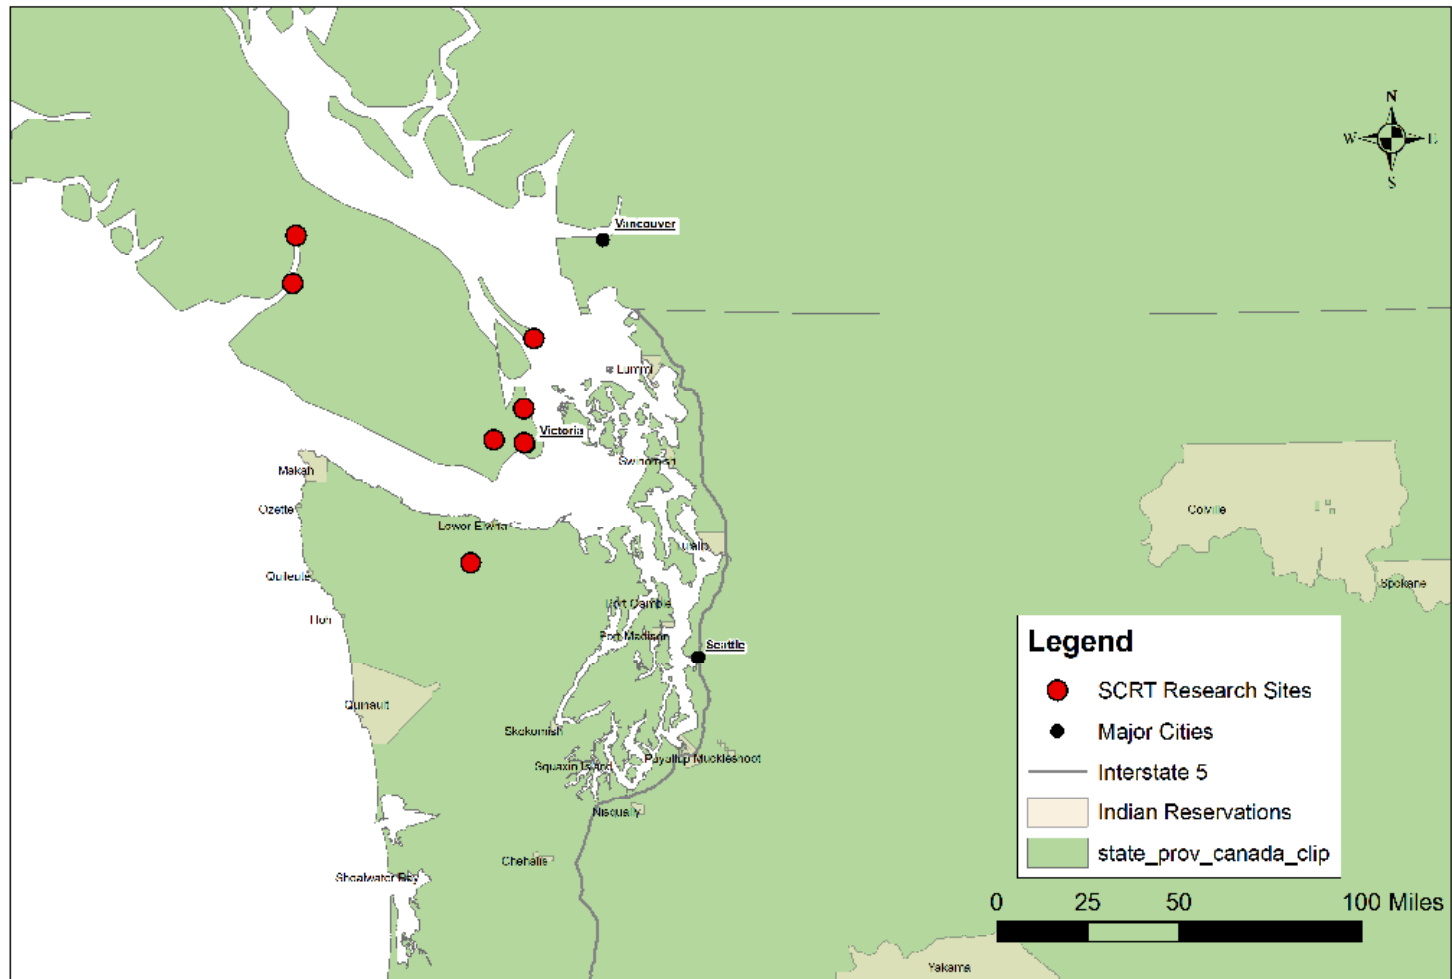 N
W E
S
Vancouver
Lummi
Victoria
Swinomish
Makah
Ozette
Lower Elwha
Colville
Quileute
Spokane
Hoh
Port Gamble
Port Madison
Seattle
Quinault
Skokomish
Squaxin Island
Puyallup Muckleshoot
Nisqually
Chehalis
Shoalwater Bay
Yakama
Legend
SCRT Research Sites
Major Cities
Interstate 5
Indian Reservations
state_prov_canada_clip
0 25 50 100 Miles